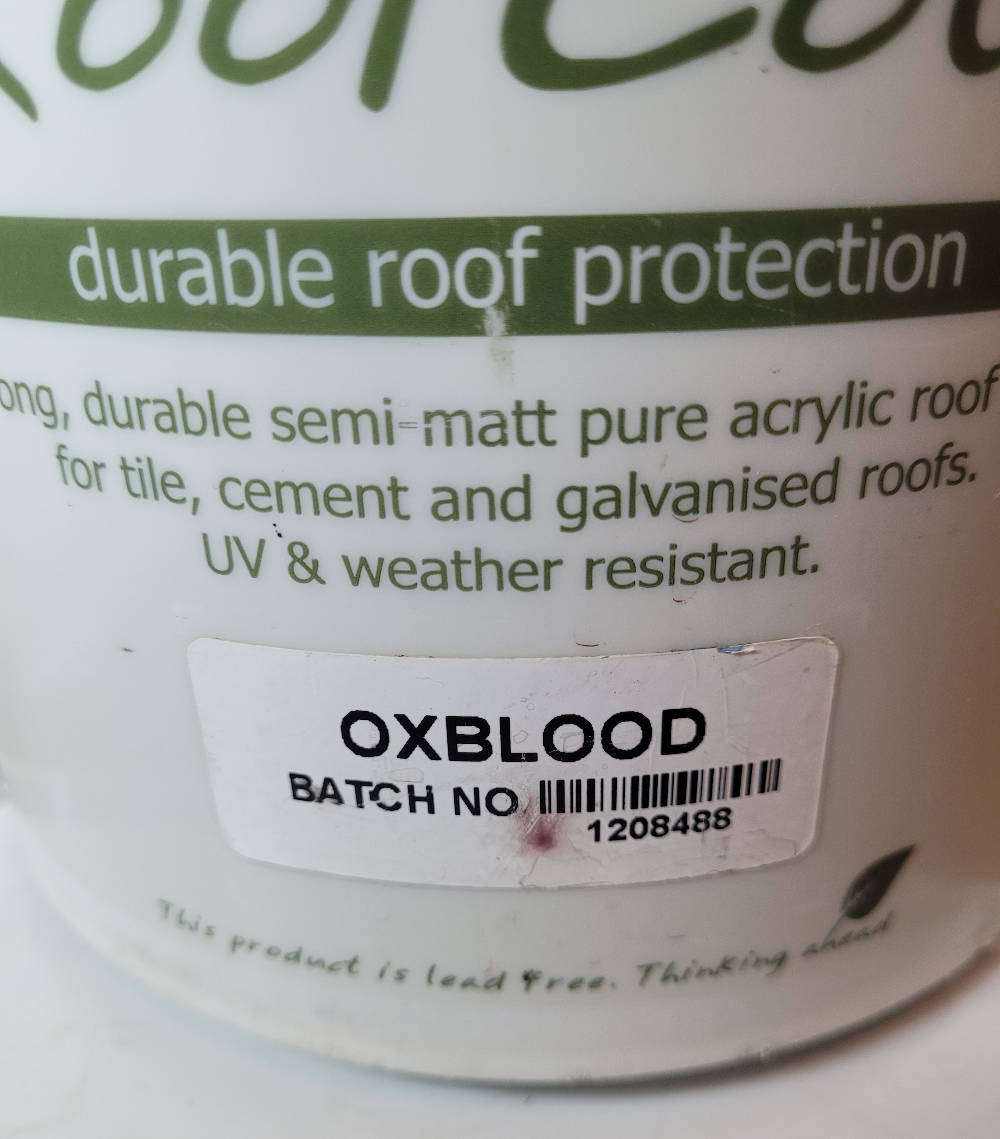 durable roof protection
durable semi-matt pure acrylic roof
for tile, cement and galvanised roofs.
UV & weather resistant.
OXBLOOD
BATCH NO
1208488
This product is lead free. Thinking ahead